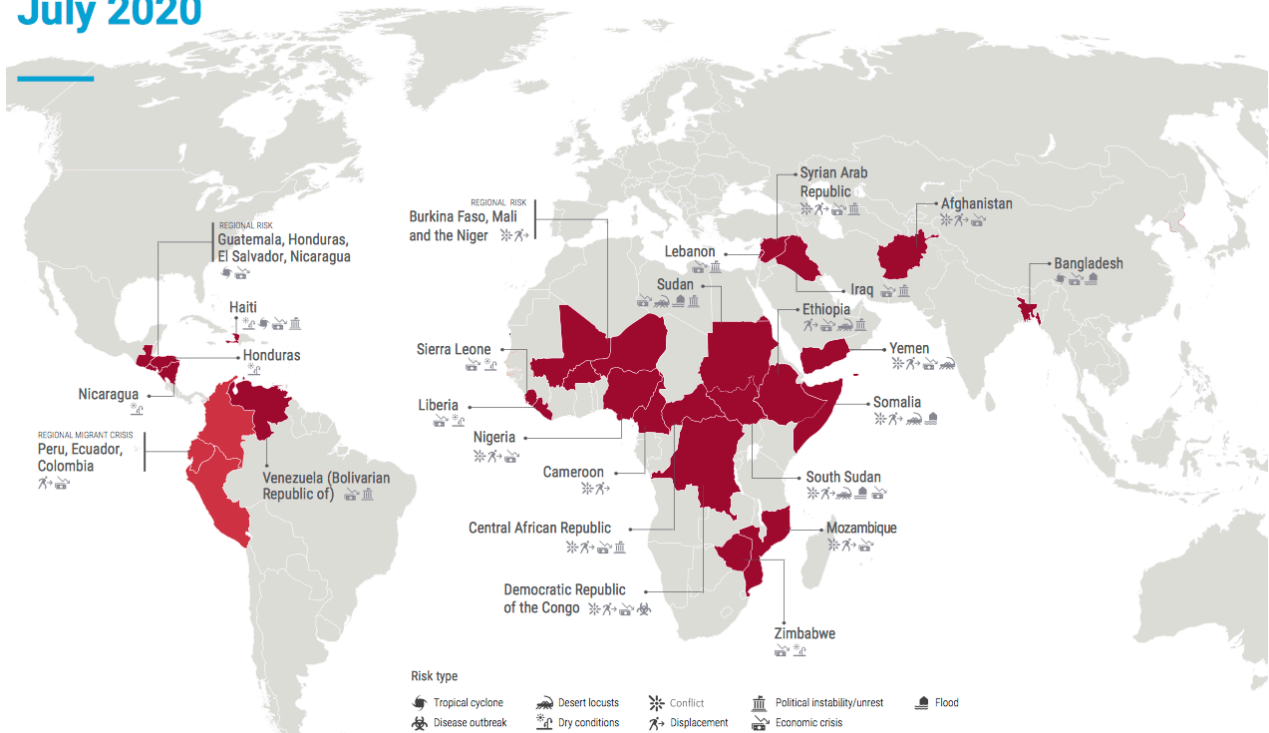 July 2020
REGIONAL RISK
Guatemala, Honduras,
El Salvador, Nicaragua
Haiti
Honduras
Nicaragua
REGIONAL MIGRANT CRISIS
Peru, Ecuador,
Colombia
Venezuela (Bolivarian
Republic of)
REGIONAL RISK
Burkina Faso, Mali
and the Niger
Sierra Leone
Liberia
Nigeria
Cameroon
Central African Republic
Democratic Republic
of the Congo
Lebanon
Sudan
Syrian Arab
Republic
Afghanistan
Bangladesh
Iraq
Ethiopia
Yemen
Somalia
South Sudan
Mozambique
Zimbabwe
Risk type
Tropical cyclone
Desert locusts
Conflict
Political instability/unrest
Flood
Disease outbreak
Dry conditions
Displacement
Economic crisis